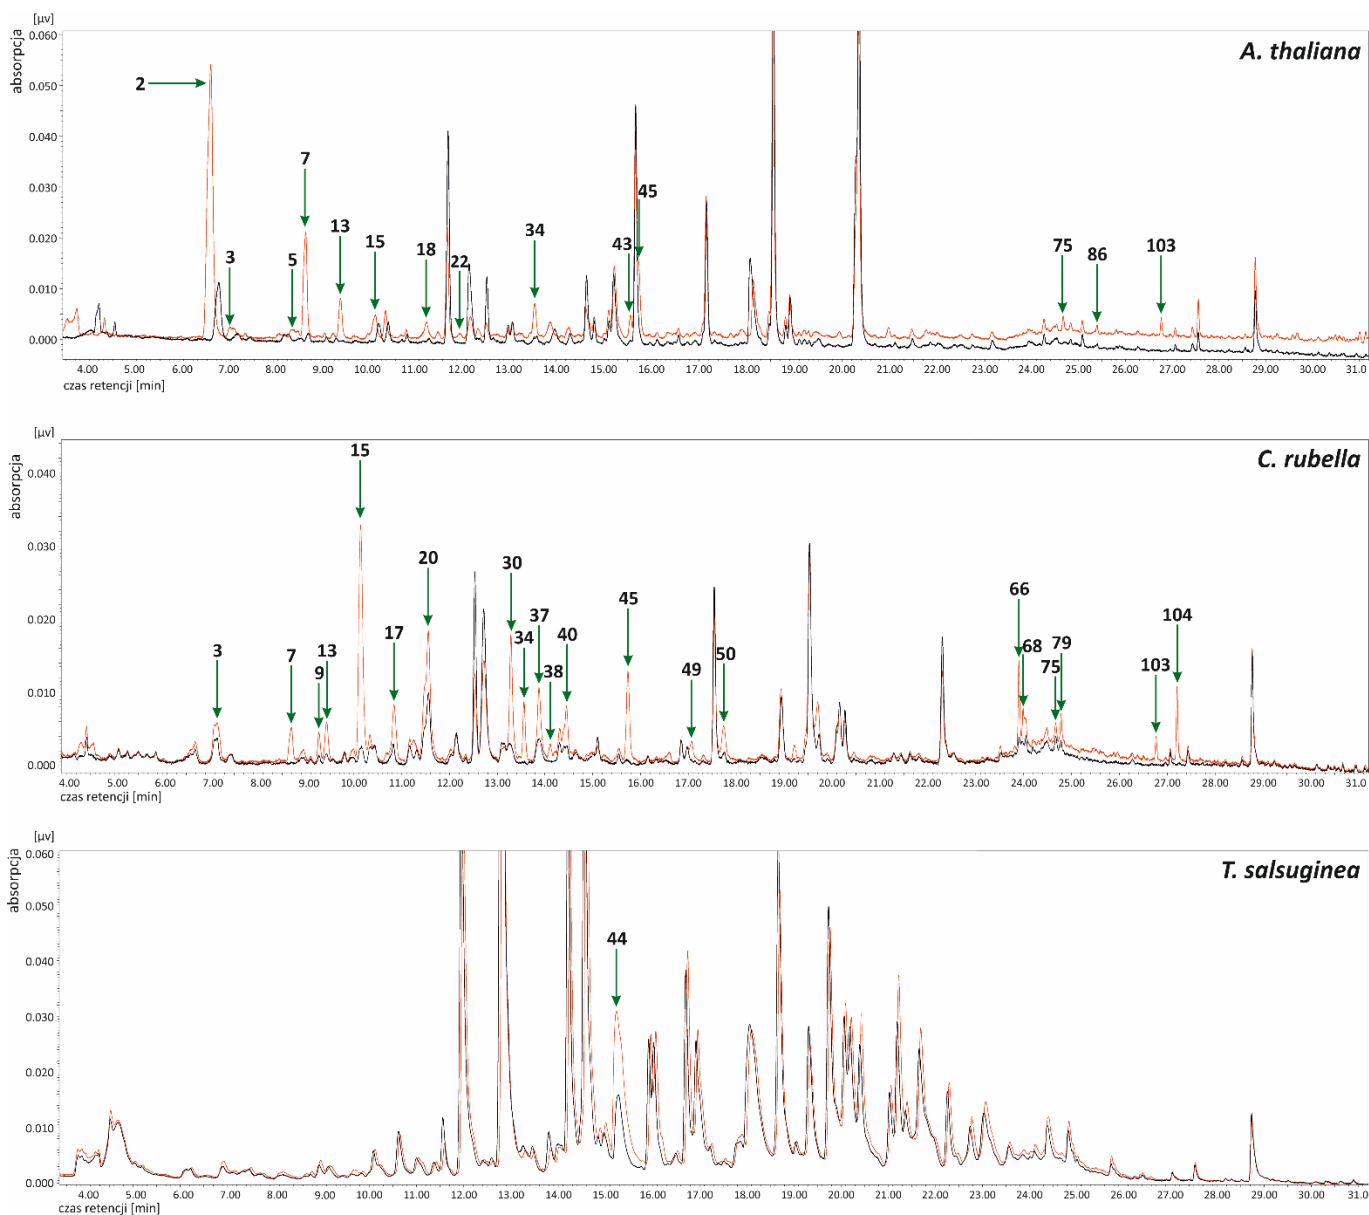 [µv]
A. thaliana
absorpcja
0.060
0.050
0.040
0.030
0.020
0.010
0.000
2 3 5 7 13 15 18 22 34 43 45 75 86 103
4.00 5.00 6.00 7.00 8.00 9.00 10.00 11.00 12.00 13.00 14.00 15.00 16.00 17.00 18.00 19.00 20.00 21.00 22.00 23.00 24.00 25.00 26.00 27.00 28.00 29.00 30.00 31.0
czas retencji [min]
[µv]
C. rubella
absorpcja
0.040
0.030
0.020
0.010
0.000
3 7 9 13 15 17 20 30 34 37 38 40 45 49 50 66 68 75 79 103 104
4.00 5.00 6.00 7.00 8.00 9.00 10.00 11.00 12.00 13.00 14.00 15.00 16.00 17.00 18.00 19.00 20.00 21.00 22.00 23.00 24.00 25.00 26.00 27.00 28.00 29.00 30.00 31.0
czas retencji [min]
[µv]
T. salsuginea
absorpcja
0.060
0.050
0.040
0.030
0.020
0.010
0.000
44
4.00 5.00 6.00 7.00 8.00 9.00 10.00 11.00 12.00 13.00 14.00 15.00 16.00 17.00 18.00 19.00 20.00 21.00 22.00 23.00 24.00 25.00 26.00 27.00 28.00 29.00 30.00 31.0
czas retencji [min]